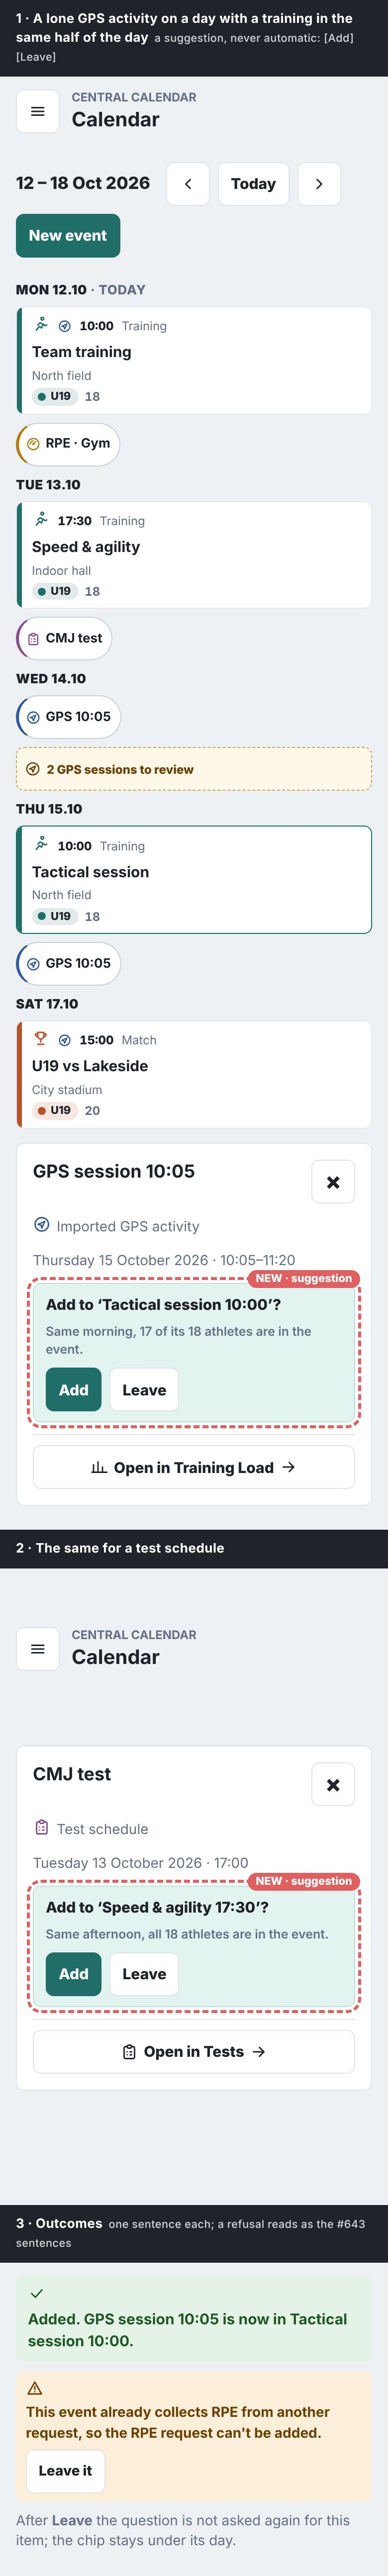 1 · A lone GPS activity on a day with a training in the
same half of the day a suggestion, never automatic: [Add]
[Leave]
CENTRAL CALENDAR
Calendar
12 – 18 Oct 2026
Today
New event
MON 12.10 · TODAY
10:00 Training
Team training
North field
U19 18
RPE · Gym
TUE 13.10
17:30 Training
Speed & agility
Indoor hall
U19 18
CMJ test
WED 14.10
GPS 10:05
2 GPS sessions to review
THU 15.10
10:00 Training
Tactical session
North field
U19 18
GPS 10:05
SAT 17.10
15:00 Match
U19 vs Lakeside
City stadium
U19 20
GPS session 10:05
Imported GPS activity
Thursday 15 October 2026 · 10:05–11:20
NEW · suggestion
Add to ‘Tactical session 10:00’?
Same morning, 17 of its 18 athletes are in the
event.
Add Leave
Open in Training Load →
2 · The same for a test schedule
CENTRAL CALENDAR
Calendar
CMJ test
Test schedule
Tuesday 13 October 2026 · 17:00
NEW · suggestion
Add to ‘Speed & agility 17:30’?
Same afternoon, all 18 athletes are in the event.
Add Leave
Open in Tests →
3 · Outcomes one sentence each; a refusal reads as the #643
sentences
Added. GPS session 10:05 is now in Tactical
session 10:00.
This event already collects RPE from another
request, so the RPE request can't be added.
Leave it
After Leave the question is not asked again for this
item; the chip stays under its day.